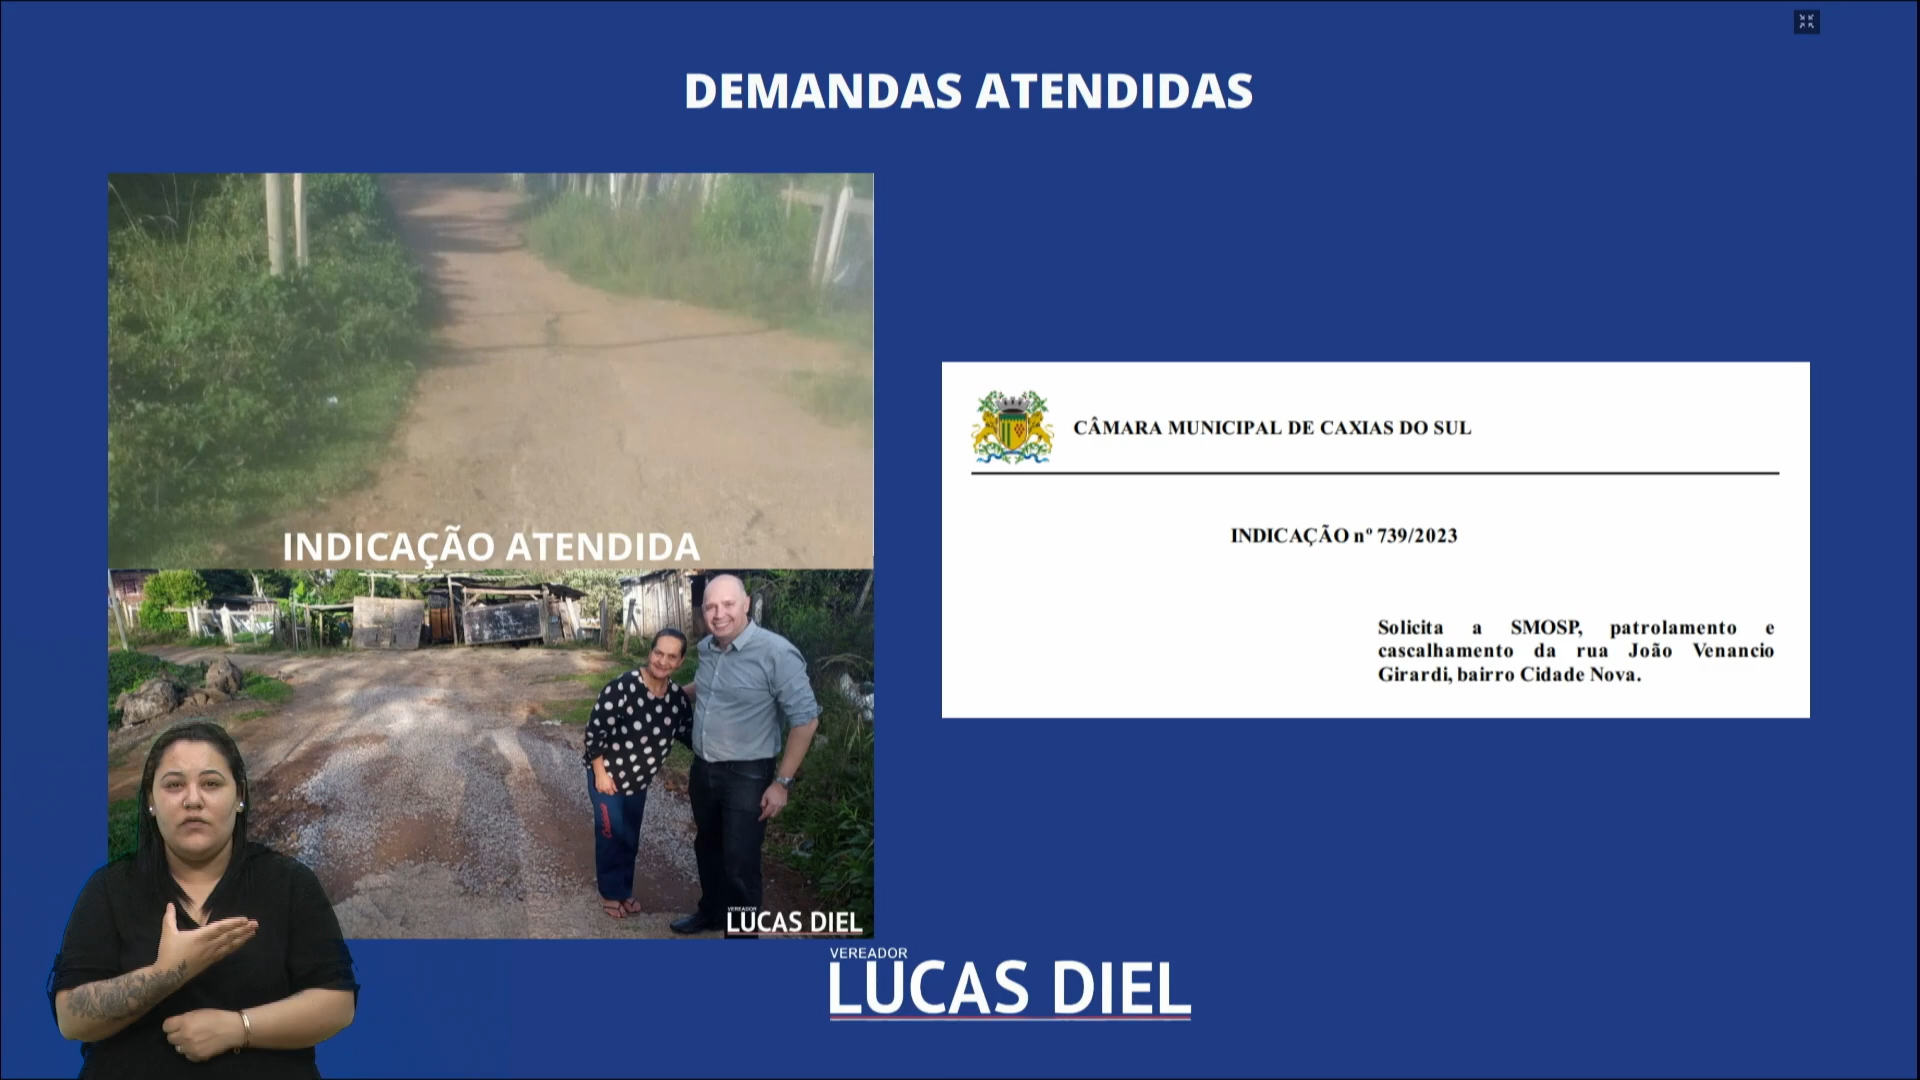 DEMANDAS ATENDIDAS
INDICAÇÃO ATENDIDA
VEREADOR
LUCAS DIEL
CÂMARA MUNICIPAL DE CAXIAS DO SUL
INDICAÇÃO nº 739/2023
Solicita a SMOSP, patrolamento e
cascalhamento da rua João Venancio
Girardi, bairro Cidade Nova.
VEREADOR
LUCAS DIEL